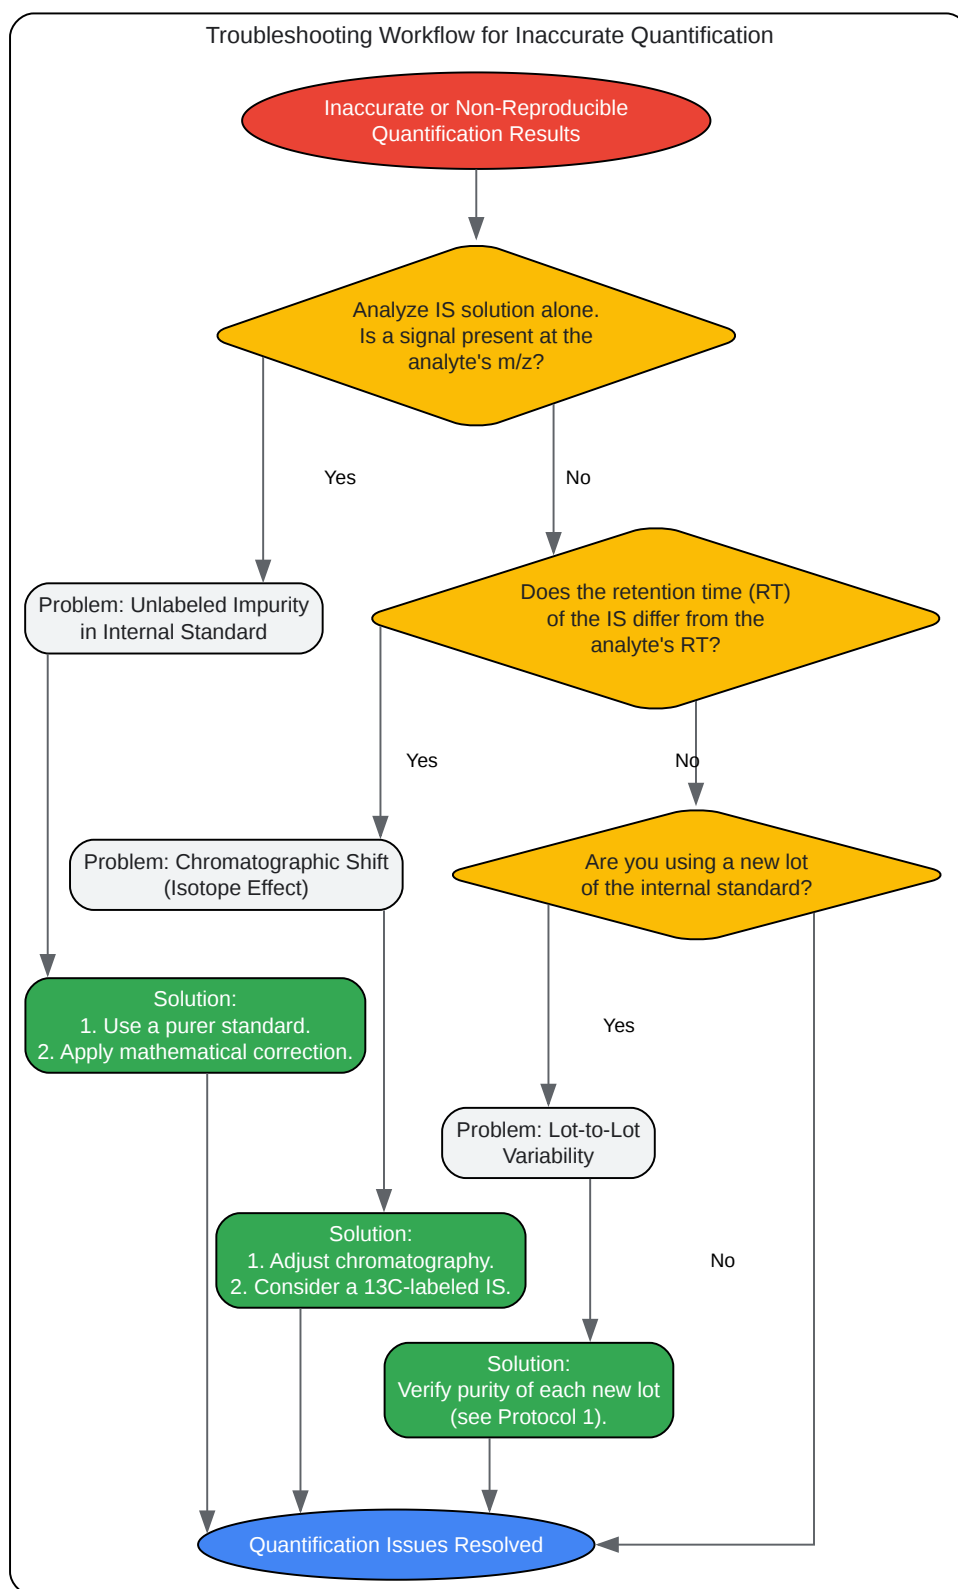 Troubleshooting Workflow for Inaccurate Quantification
Inaccurate or Non-Reproducible
Quantification Results
Analyze IS solution alone.
Is a signal present at the
analyte's m/z?
Yes
No
Problem: Unlabeled Impurity
in Internal Standard
Does the retention time (RT)
of the IS differ from the
analyte's RT?
Yes
No
Problem: Chromatographic Shift
(Isotope Effect)
Are you using a new lot
of the internal standard?
Solution:
1. Use a purer standard.
2. Apply mathematical correction.
Yes
Problem: Lot-to-Lot
Variability
Solution:
1. Adjust chromatography.
2. Consider a 13C-labeled IS.
No
Solution:
Verify purity of each new lot
(see Protocol 1).
Quantification Issues Resolved